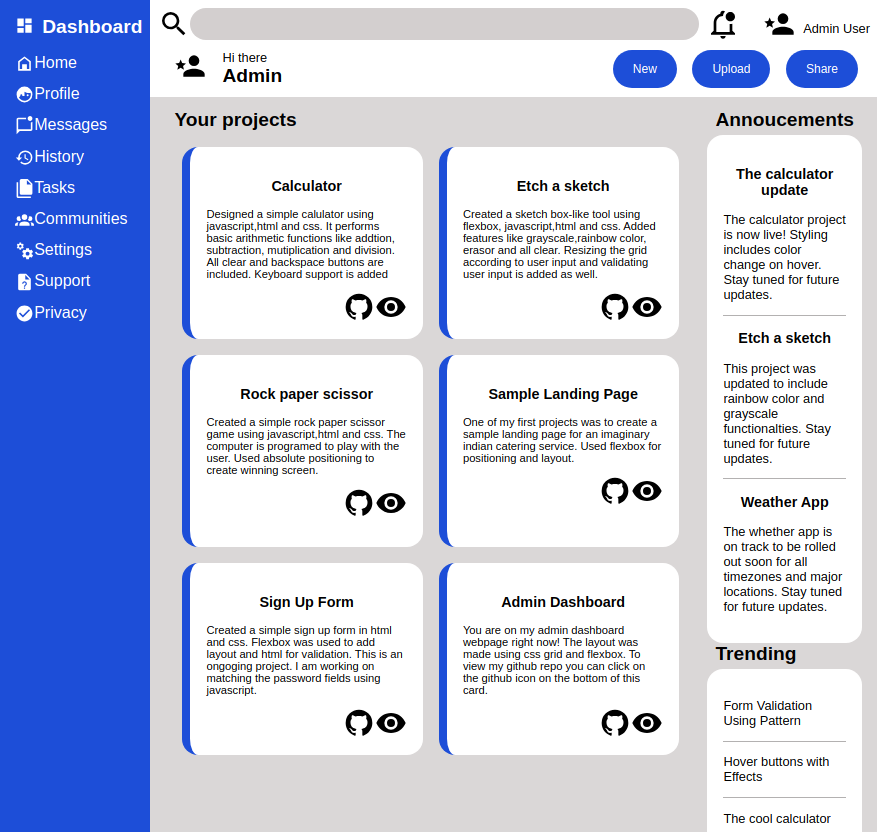 Dashboard
Home
Profile
Messages
History
Tasks
Communities
Settings
Support
Privacy
Admin User
Hi there
Admin
New
Upload
Share
Your projects
Calculator
Designed a simple calulator using
javascript,html and css. It performs
basic arithmetic functions like addtion,
subtraction, mutiplication and division.
All clear and backspace buttons are
included. Keyboard support is added
Etch a sketch
Created a sketch box-like tool using
flexbox, javascript,html and css. Added
features like grayscale,rainbow color,
erasor and all clear. Resizing the grid
according to user input and validating
user input is added as well.
Rock paper scissor
Created a simple rock paper scissor
game using javascript,html and css. The
computer is programed to play with the
user. Used absolute positioning to
create winning screen.
Sample Landing Page
One of my first projects was to create a
sample landing page for an imaginary
indian catering service. Used flexbox for
positioning and layout.
Sign Up Form
Created a simple sign up form in html
and css. Flexbox was used to add
layout and html for validation. This is an
ongoging project. I am working on
matching the password fields using
javascript.
Admin Dashboard
You are on my admin dashboard
webpage right now! The layout was
made using css grid and flexbox. To
view my github repo you can click on
the github icon on the bottom of this
card.
Annoucements
The calculator
update
The calculator project
is now live! Styling
includes color
change on hover.
Stay tuned for future
updates.
Etch a sketch
This project was
updated to include
rainbow color and
grayscale
functionalties. Stay
tuned for future
updates.
Weather App
The whether app is
on track to be rolled
out soon for all
timezones and major
locations. Stay tuned
for future updates.
Trending
Form Validation
Using Pattern
Hover buttons with
Effects
The cool calculator